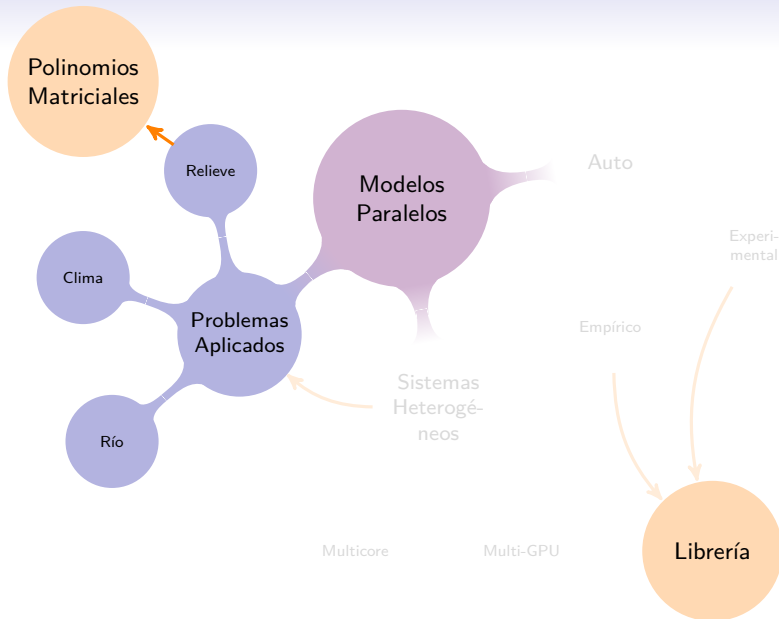 Polinomios
Matriciales
Relieve
Modelos
Paralelos
Auto
Experi-
mental
Clima
Problemas
Aplicados
Empírico
Sistemas
Heterogé-
neos
Río
Multicore
Multi-GPU
Librería